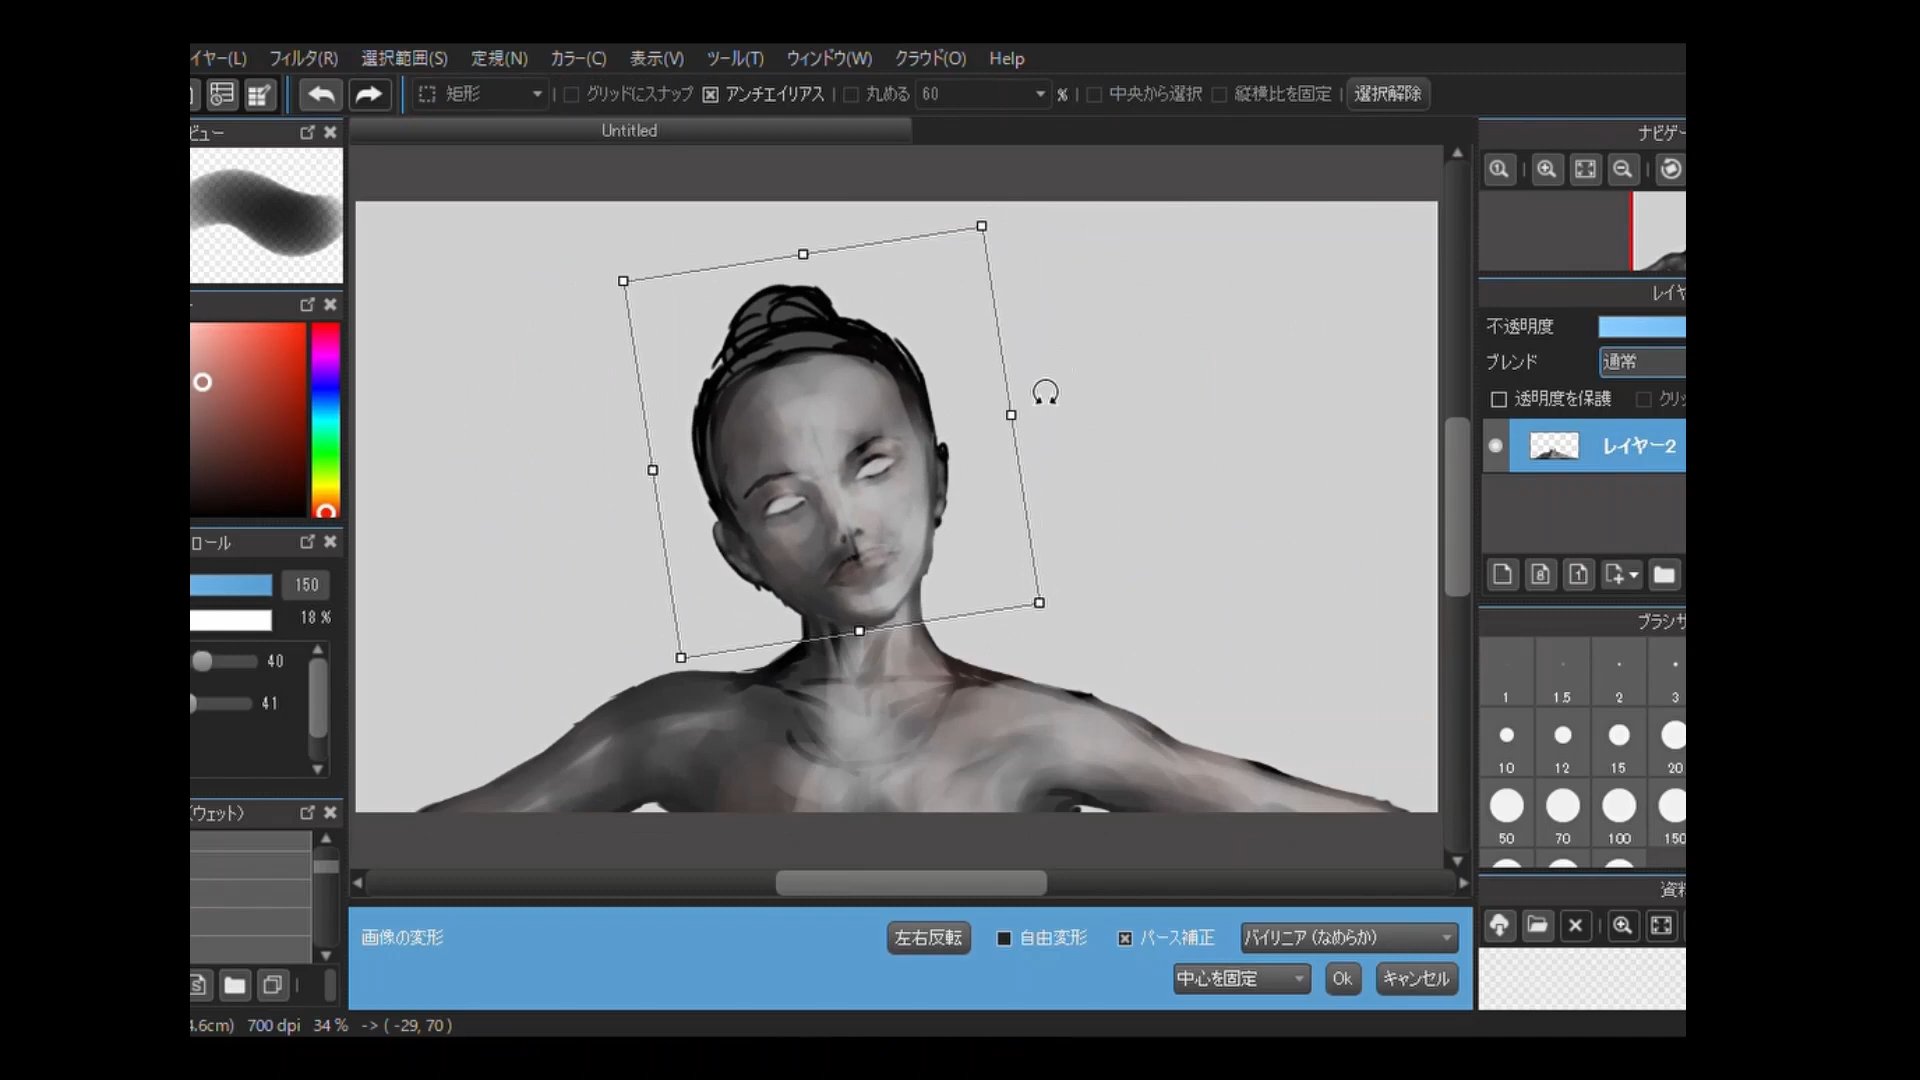 イヤー(L) フィルタ(R) 選択範囲(S) 定規(N) カラー(C) 表示(V) ツール(T) ウィンドウ(W) クラウド(O) Help
矩形 グリッドにスナップ アンチエイリアス 丸める 60 % 中央から選択 縦横比を固定 選択解除
ビュー
Untitled
ナビゲー
レイヤ
不透明度
ブレンド 通常
透明度を保護 クリッ
レイヤー2
ロール
150
18 %
40
41
8 1
ブラシサ
1 1.5 2 3
10 12 15 20
50 70 100 150
(ウェット)
資料
画像の変形 左右反転 自由変形 パース補正 バイリニア (なめらか)
中心を固定 Ok キャンセル
4.6cm) 700 dpi 34 % -> ( -29, 70 )